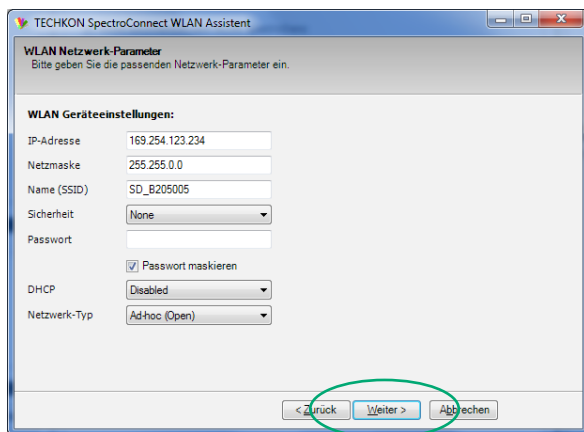 TECHKON SpectroConnect WLAN Assistent
WLAN Netzwerk-Parameter
Bitte geben Sie die passenden Netzwerk-Parameter ein.
WLAN Geräteeinstellungen:
IP-Adresse 169.254.123.234
Netzmaske 255.255.0.0
Name (SSID) SD_B205005
Sicherheit None
Passwort
Passwort maskieren
DHCP Disabled
Netzwerk-Typ Ad-hoc (Open)
< Zurück Weiter > Abbrechen